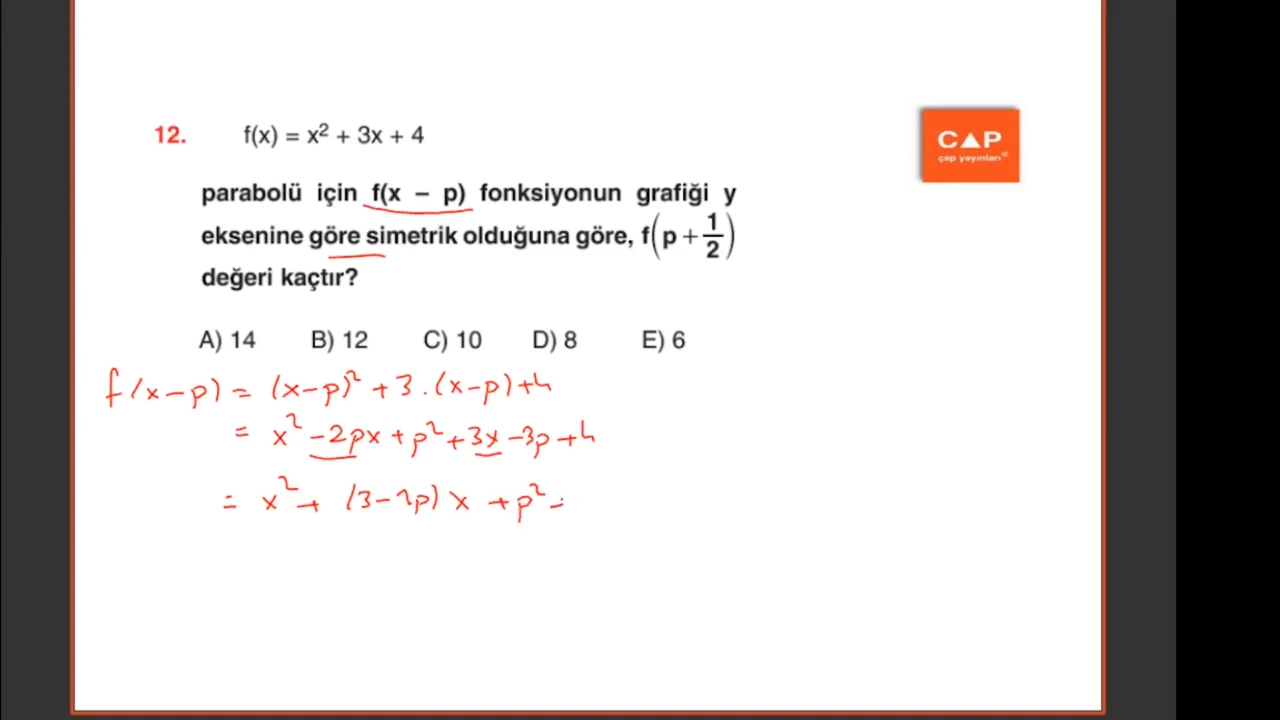 12. f(x) = x² + 3x + 4
CAP
çap yayınları®
parabolü için f(x – p) fonksiyonun grafiği y
eksenine göre simetrik olduğuna göre, f(p + 1/2)
değeri kaçtır?
A) 14 B) 12 C) 10 D) 8 E) 6
f(x-p) = (x-p)² + 3.(x-p)+4
= x² -2px + p² +3x -3p +4
= x² + (3-2p)x + p² -